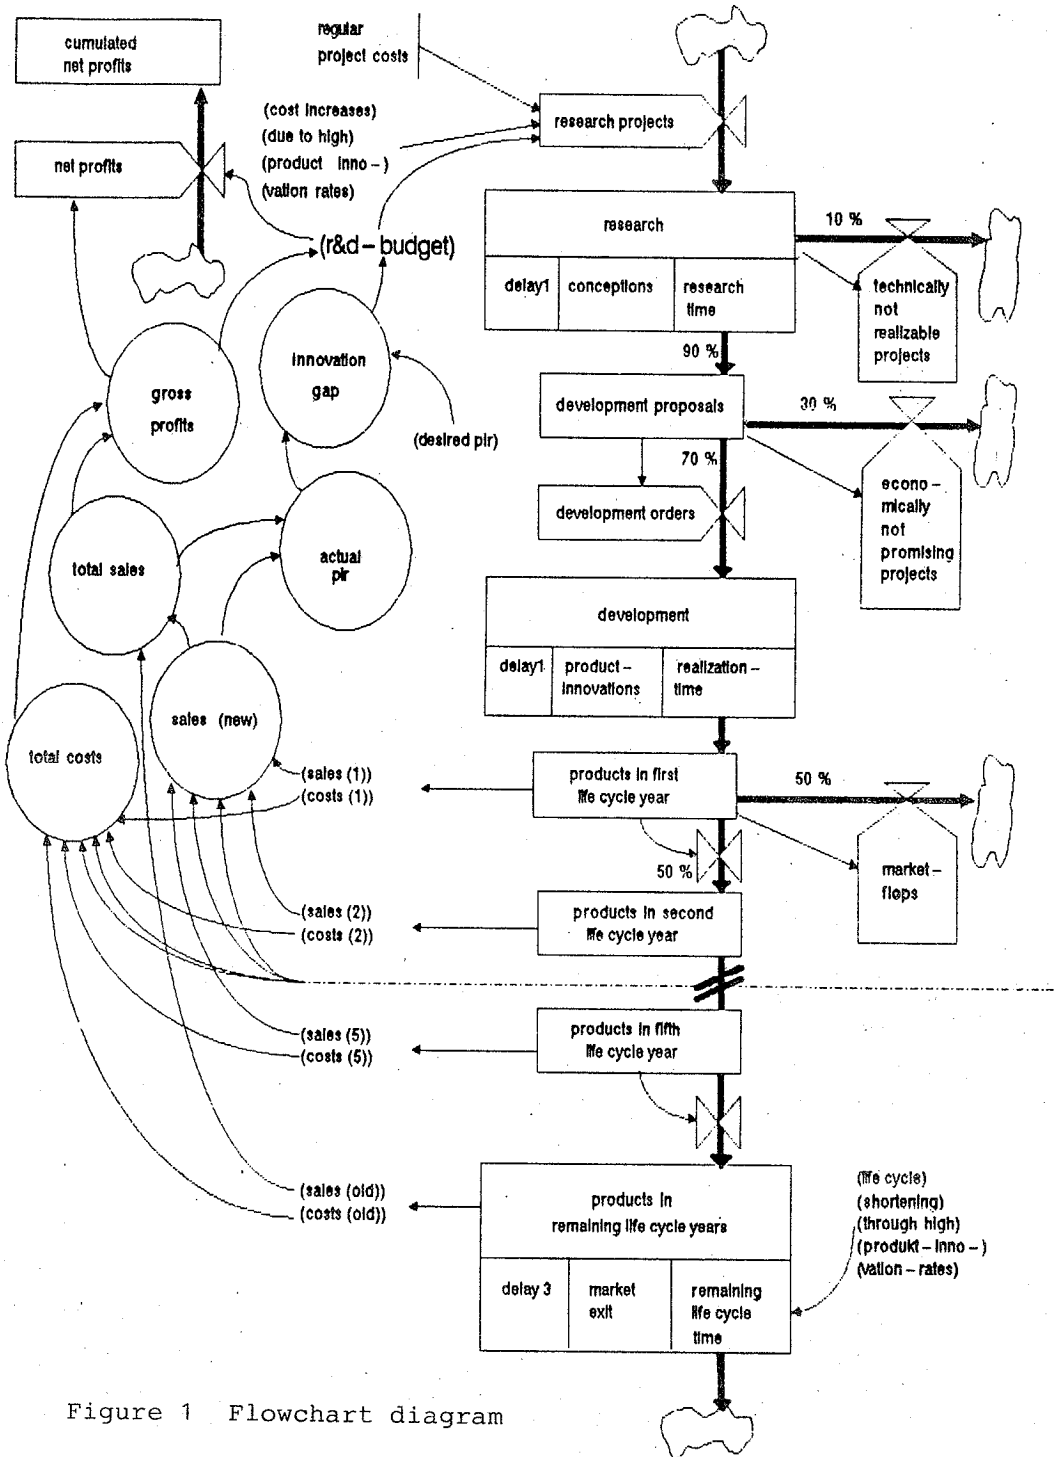 cumulated
net profits
regular
project costs
(cost increases)
(due to high)
(product inno-)
(vation rates)
research projects
net profits
(r&d-budget)
research
delay1
conceptions
research
time
10 %
technically
not
realizable
projects
90 %
innovation
gap
gross
profits
(desired pir)
development proposals
30 %
70 %
econo-
mically
not
promising
projects
development orders
total sales
actual
pir
development
delay1
product-
innovations
realization-
time
sales (new)
total costs
(sales (1))
(costs (1))
products in first
life cycle year
50 %
50 %
market-
flops
(sales (2))
(costs (2))
products in second
life cycle year
(sales (5))
(costs (5))
products in fifth
life cycle year
(sales (old))
(costs (old))
products in
remaining life cycle years
delay 3
market
exit
remaining
life cycle
time
(life cycle)
(shortening)
(through high)
(produkt-inno-)
(vation-rates)
Figure 1 Flowchart diagram